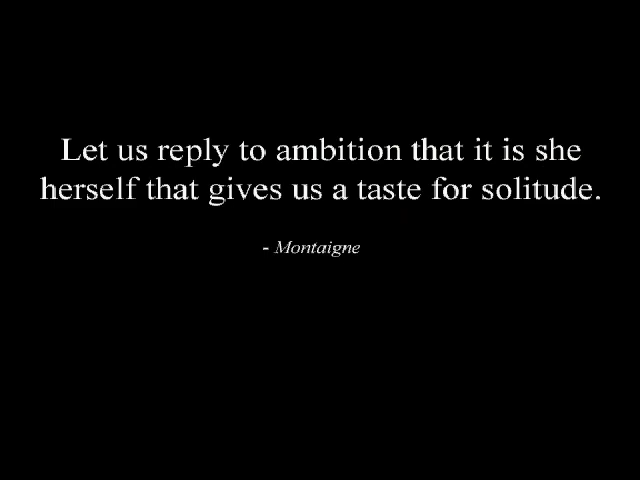 Let us reply to ambition that it is she
herself that gives us a taste for solitude.
- Montaigne